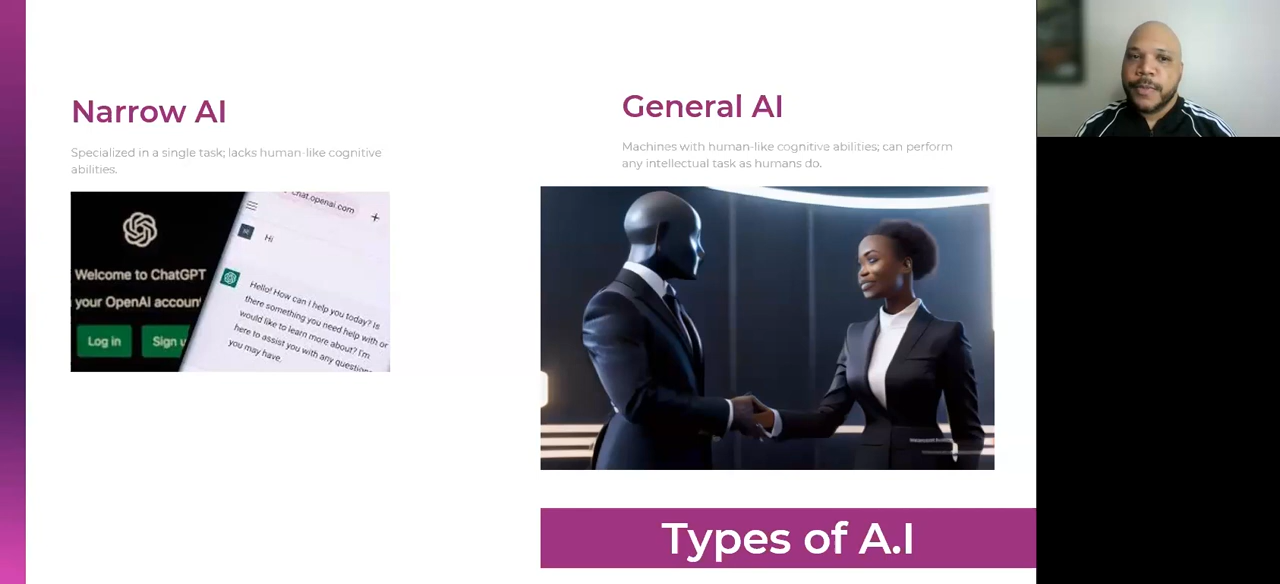 Narrow AI
Specialized in a single task; lacks human-like cognitive
abilities.
chat.openai.com
+
Hi
Welcome to ChatGPT
your OpenAI account
Log in
Sign u
Hello! How can I help you today? Is
there something you need help with or
would like to learn more about? I'm
here to assist you with any question
you may have.
General AI
Machines with human-like cognitive abilities; can perform
any intellectual task as humans do.
Types of A.I